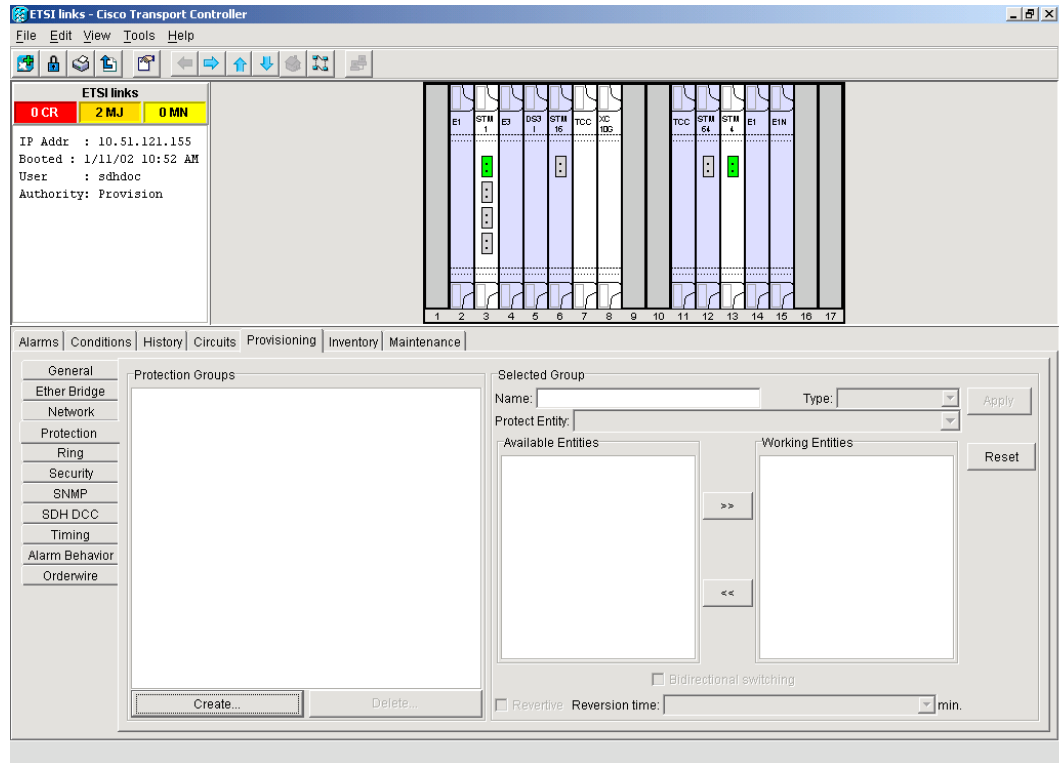 ETSI links - Cisco Transport Controller
File Edit View Tools Help
ETSI links
0 CR 2 MJ 0 MN
IP Addr : 10.51.121.155
Booted : 1/11/02 10:52 AM
User : sdhdoc
Authority: Provision
E1 STM 1 E3 DS3 I STM 16 TCC XC 10G TCC STM 64 STM 4 E1 E1N
1 2 3 4 5 6 7 8 9 10 11 12 13 14 15 16 17
Alarms Conditions History Circuits Provisioning Inventory Maintenance
General
Ether Bridge
Network
Protection
Ring
Security
SNMP
SDH DCC
Timing
Alarm Behavior
Orderwire
Protection Groups
Create... Delete...
Selected Group
Name: Type: Apply
Protect Entity:
Available Entities Working Entities
Reset
>>
<<
Bidirectional switching
Revertive Reversion time: min.